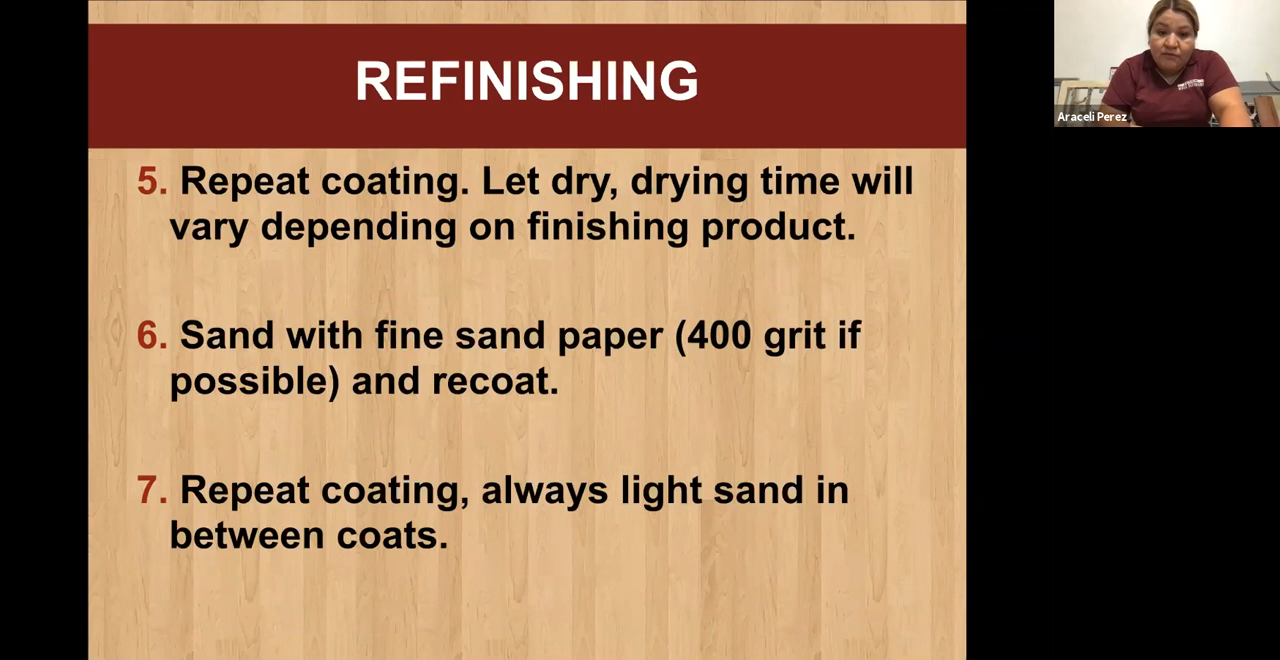 REFINISHING
5. Repeat coating. Let dry, drying time will
vary depending on finishing product.
6. Sand with fine sand paper (400 grit if
possible) and recoat.
7. Repeat coating, always light sand in
between coats.
Araceli Perez